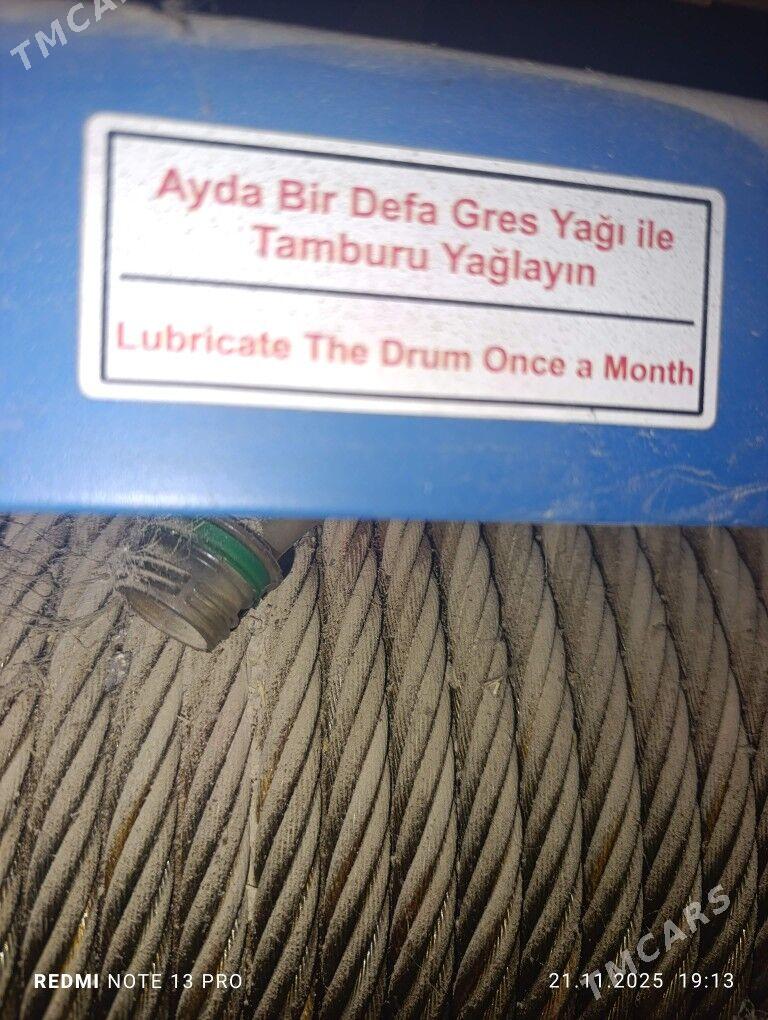 TMCARS
Ayda Bir Defa Gres Yağı ile
Tamburu Yağlayın
Lubricate The Drum Once a Month
TMCARS
REDMI NOTE 13 PRO
21.11.2025 19:13